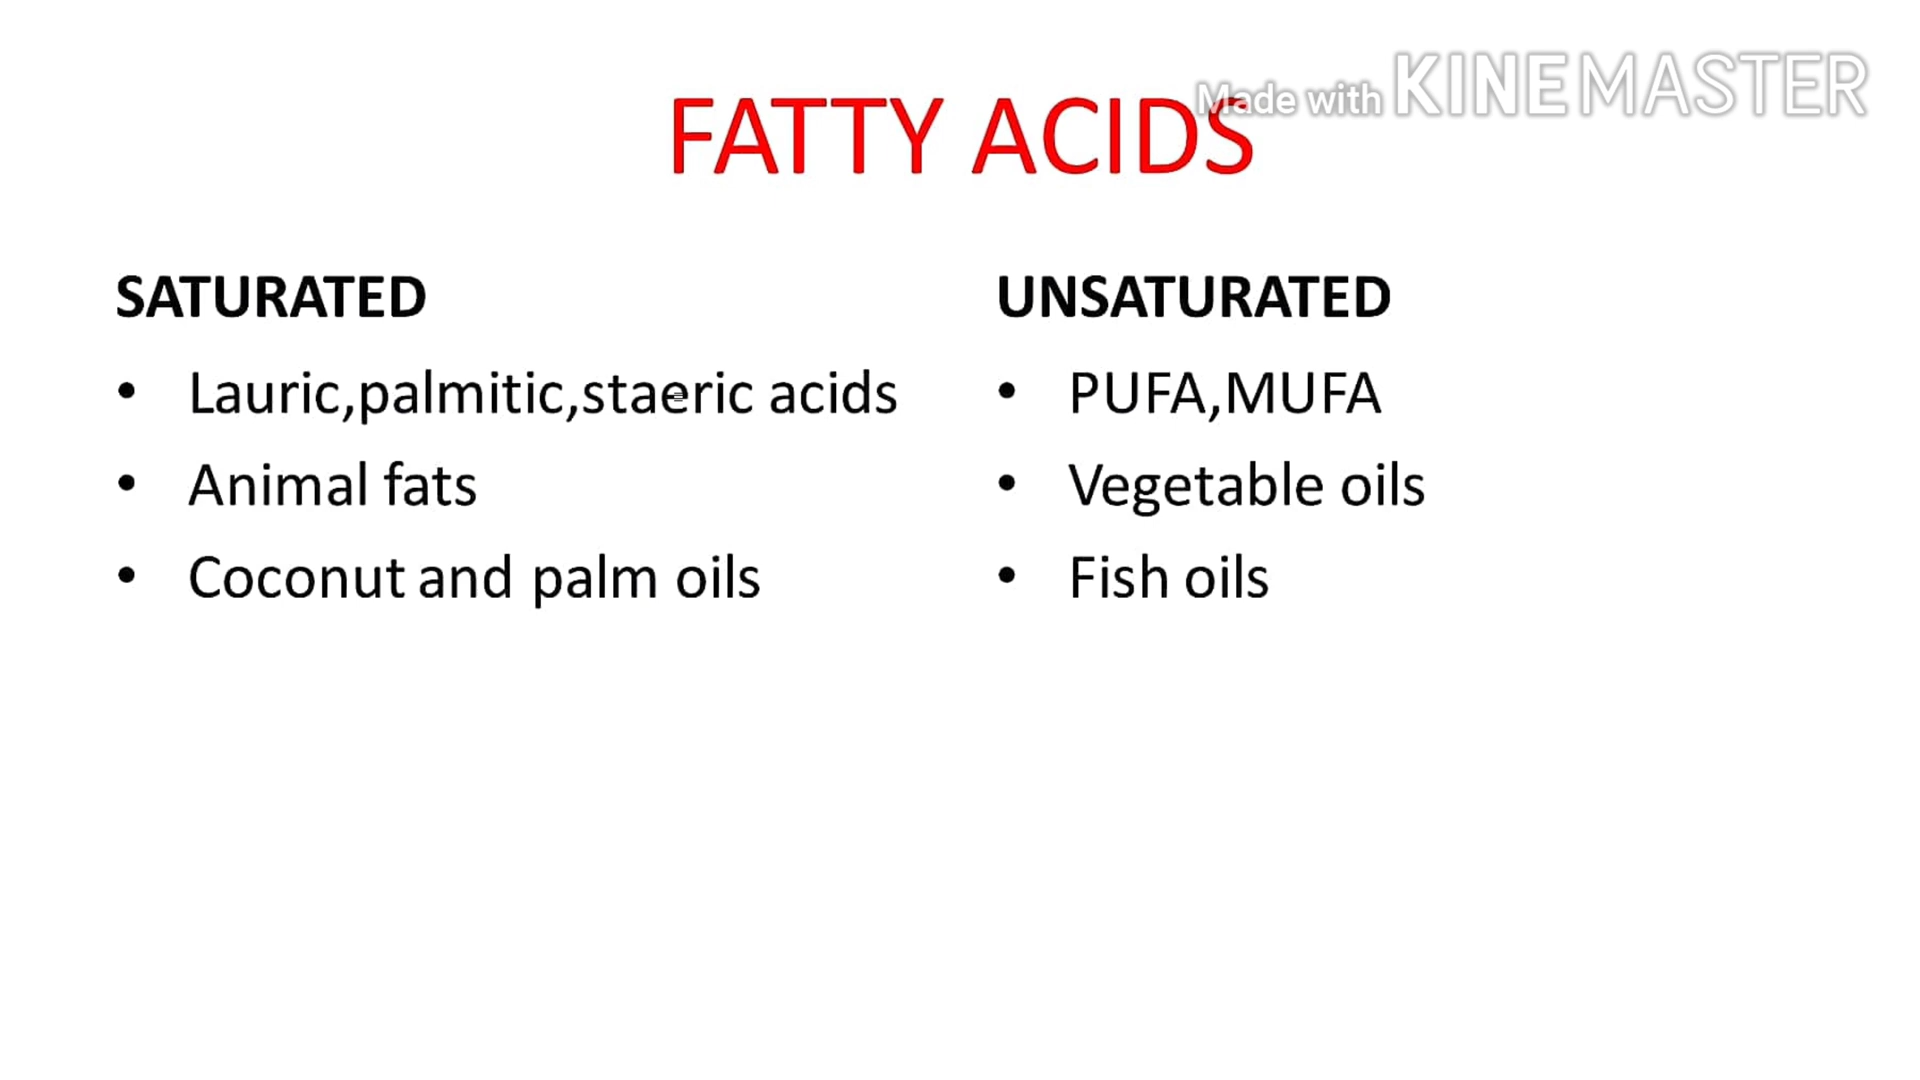 Made with KINEMASTER
FATTY ACIDS
SATURATED
• Lauric,palmitic,staeric acids
• Animal fats
• Coconut and palm oils
UNSATURATED
• PUFA,MUFA
• Vegetable oils
• Fish oils